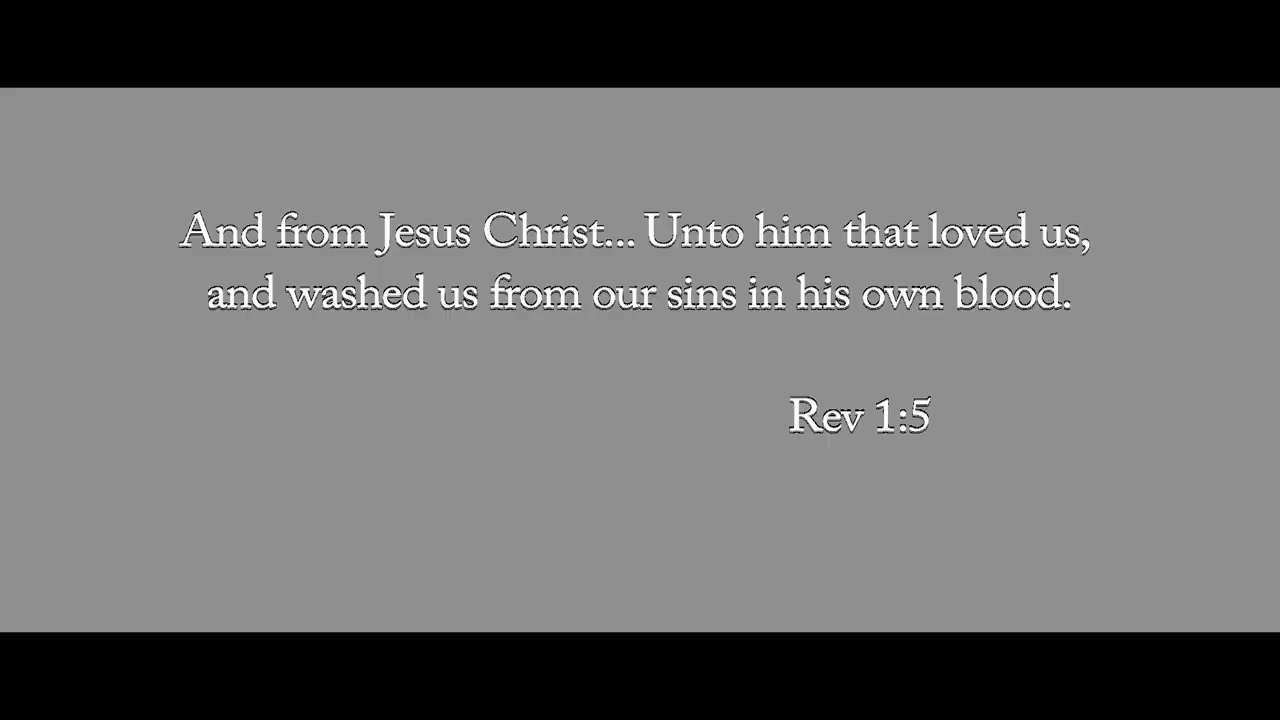 And from Jesus Christ... Unto him that loved us,
and washed us from our sins in his own blood.
Rev 1:5